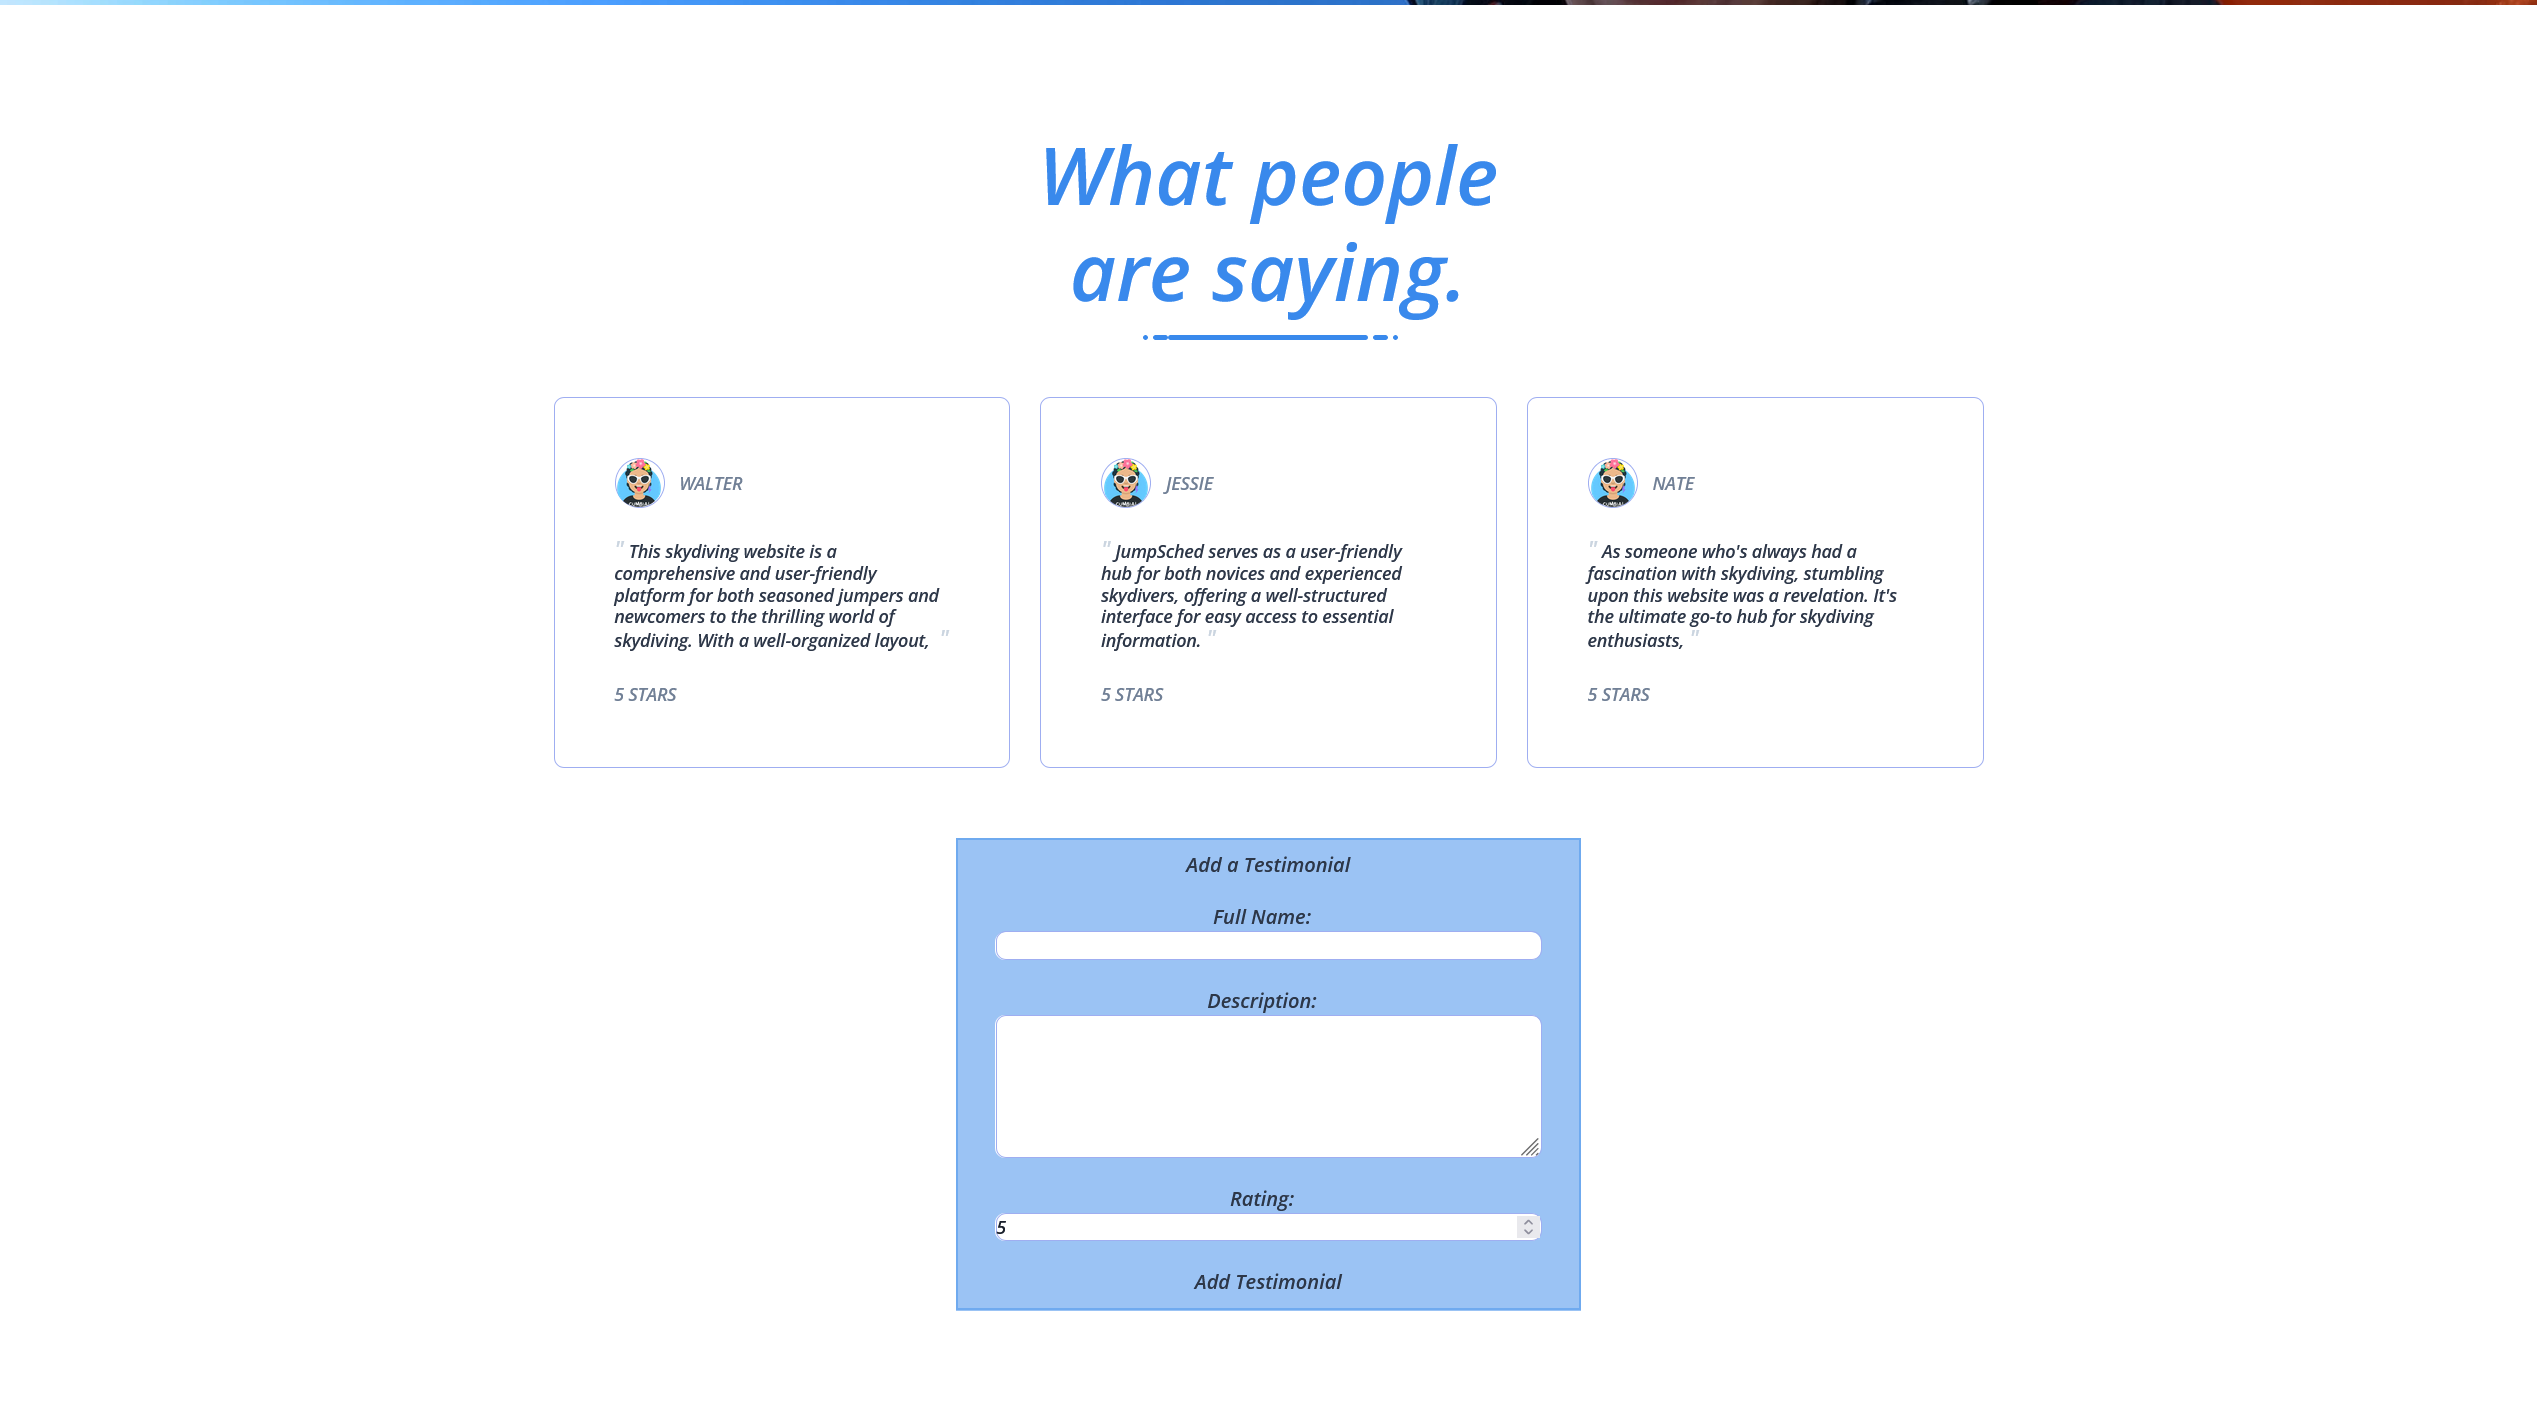 What people
are saying.
WALTER
" This skydiving website is a
comprehensive and user-friendly
platform for both seasoned jumpers and
newcomers to the thrilling world of
skydiving. With a well-organized layout, "
5 STARS
JESSIE
" JumpSched serves as a user-friendly
hub for both novices and experienced
skydivers, offering a well-structured
interface for easy access to essential
information. "
5 STARS
NATE
" As someone who's always had a
fascination with skydiving, stumbling
upon this website was a revelation. It's
the ultimate go-to hub for skydiving
enthusiasts, "
5 STARS
Add a Testimonial
Full Name:
Description:
Rating:
5
Add Testimonial